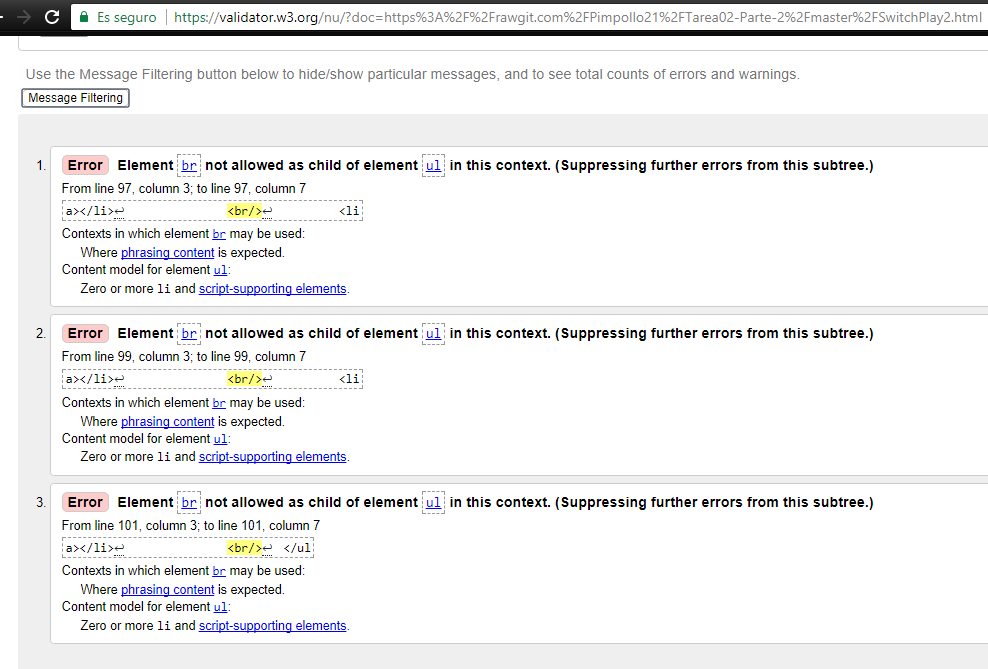 Es seguro https://validator.w3.org/nu/?doc=https%3A%2F%2Frawgit.com%2FPimpollo21%2FTarea02-Parte-2%2Fmaster%2FSwitchPlay2.html
Use the Message Filtering button below to hide/show particular messages, and to see total counts of errors and warnings.
Message Filtering
1. Error Element br not allowed as child of element ul in this context. (Suppressing further errors from this subtree.)
From line 97, column 3; to line 97, column 7
a></li>↩ <br/>↩ <li
Contexts in which element br may be used:
Where phrasing content is expected.
Content model for element ul:
Zero or more li and script-supporting elements.
2. Error Element br not allowed as child of element ul in this context. (Suppressing further errors from this subtree.)
From line 99, column 3; to line 99, column 7
a></li>↩ <br/>↩ <li
Contexts in which element br may be used:
Where phrasing content is expected.
Content model for element ul:
Zero or more li and script-supporting elements.
3. Error Element br not allowed as child of element ul in this context. (Suppressing further errors from this subtree.)
From line 101, column 3; to line 101, column 7
a></li>↩ <br/>↩ </ul
Contexts in which element br may be used:
Where phrasing content is expected.
Content model for element ul:
Zero or more li and script-supporting elements.